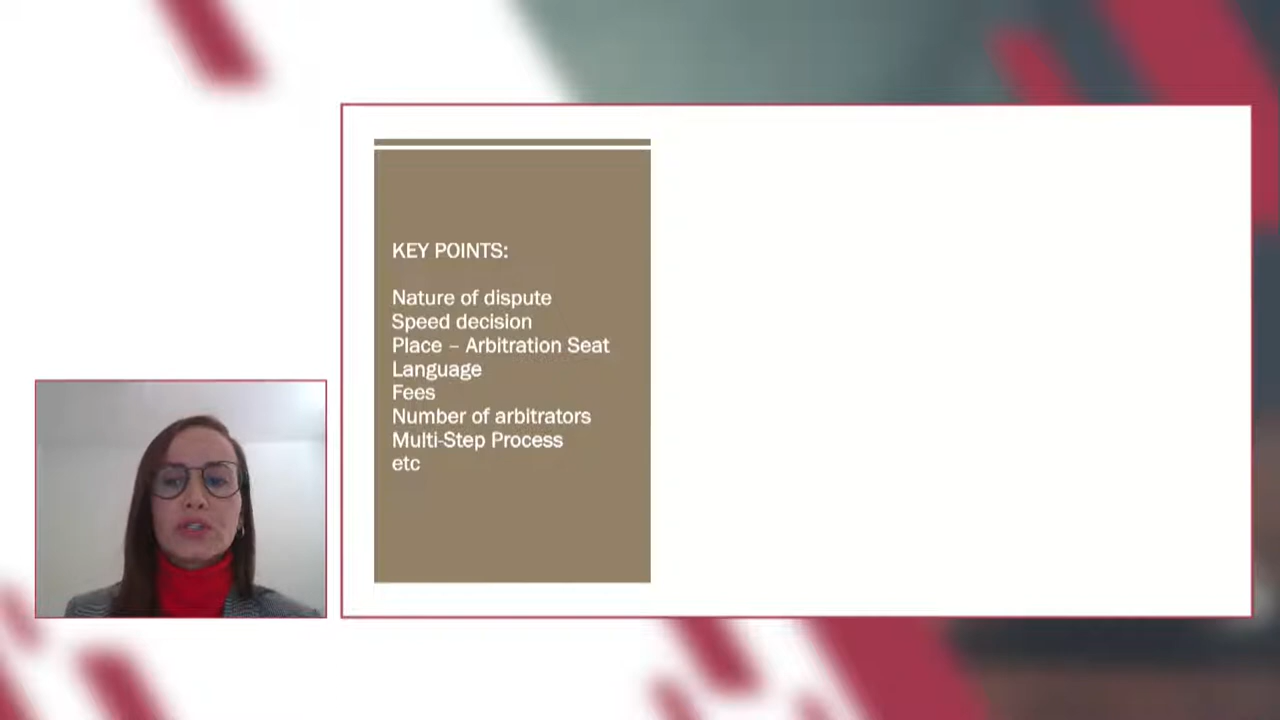 KEY POINTS:
Nature of dispute
Speed decision
Place – Arbitration Seat
Language
Fees
Number of arbitrators
Multi-Step Process
etc